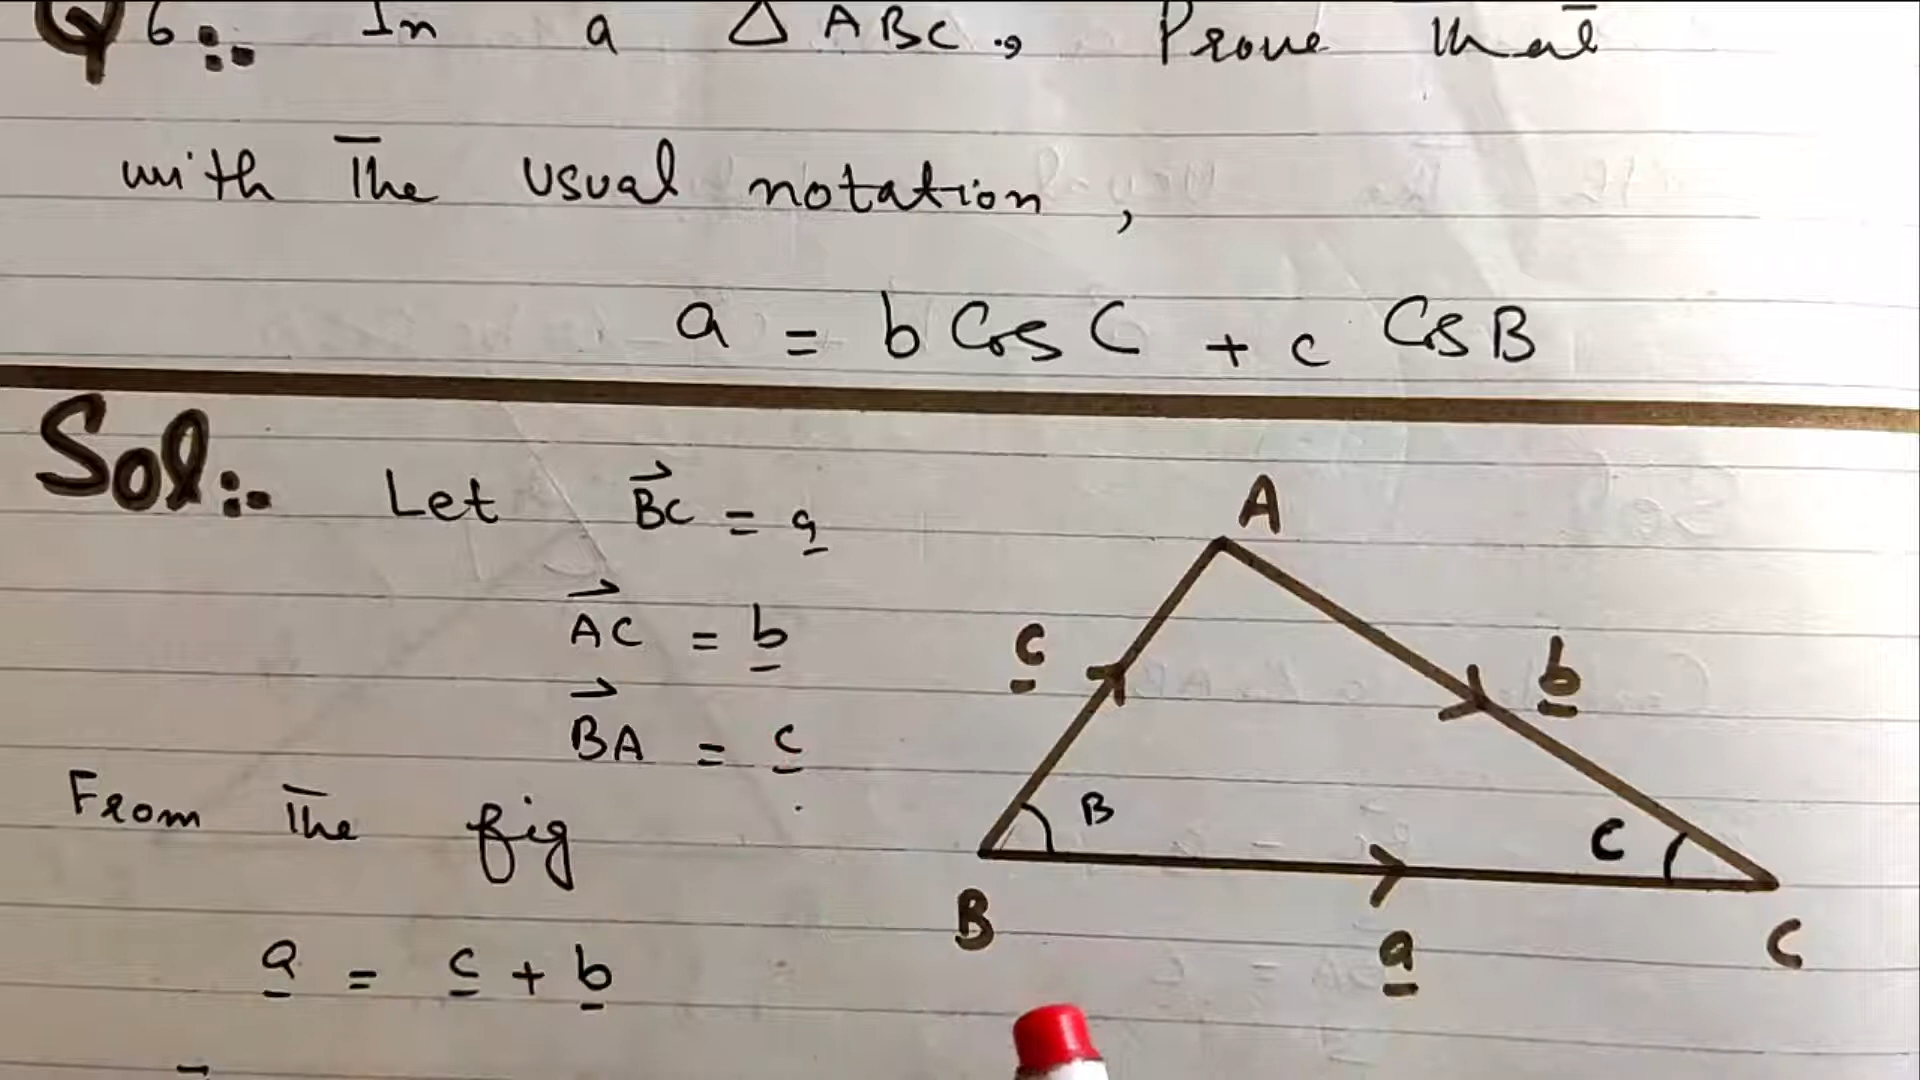 Q6:- In a △ABC, Prove that
with The usual notation,
a = b Cos C + c Cos B
Sol:- Let BC = a
AC = b
BA = c
From The fig
a = c + b
A
c
b
B
C
B
a
C